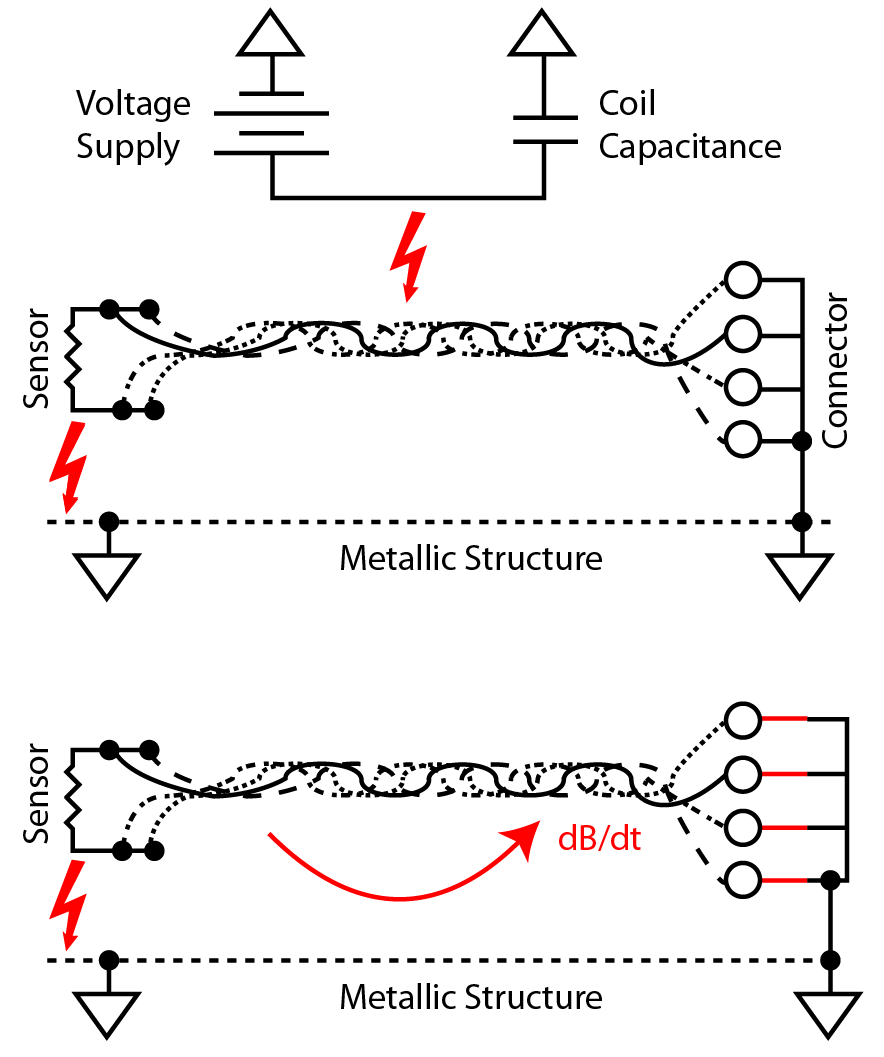 Voltage
Supply
Coil
Capacitance
Sensor
Connector
Metallic Structure
Sensor
dB/dt
Metallic Structure